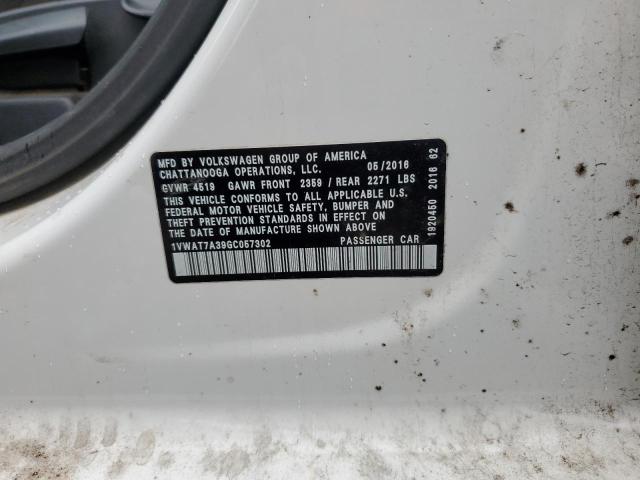 MFD BY VOLKSWAGEN GROUP OF AMERICA
CHATTANOOGA OPERATIONS, LLC. 05/2016
GVWR 4519 GAWR FRONT 2359 / REAR 2271 LBS
THIS VEHICLE CONFORMS TO ALL APPLICABLE U.S.
FEDERAL MOTOR VEHICLE SAFETY, BUMPER AND
THEFT PREVENTION STANDARDS IN EFFECT ON
THE DATE OF MANUFACTURE SHOWN ABOVE.
1VWAT7A39GC057302 PASSENGER CAR
1920450 2016 62